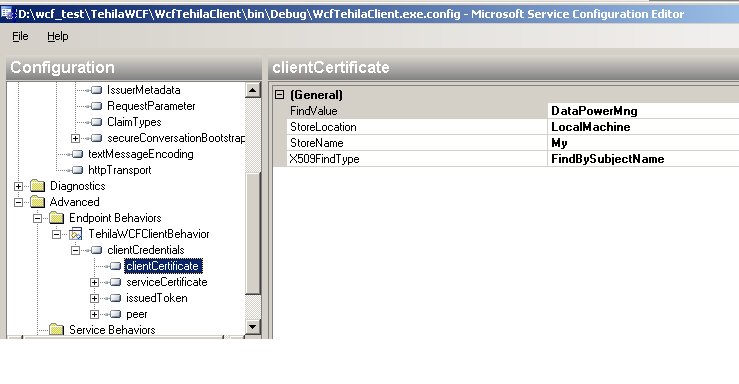 D:\wcf_test\TehilaWCF\WcfTehilaClient\bin\Debug\WcfTehilaClient.exe.config - Microsoft Service Configuration Editor
File Help
Configuration
IssuerMetadata
RequestParameter
ClaimTypes
secureConversationBootstrap
textMessageEncoding
httpTransport
Diagnostics
Advanced
Endpoint Behaviors
TehilaWCFClientBehavior
clientCredentials
clientCertificate
serviceCertificate
issuedToken
peer
Service Behaviors
clientCertificate
(General)
FindValue DataPowerMng
StoreLocation LocalMachine
StoreName My
X509FindType FindBySubjectName